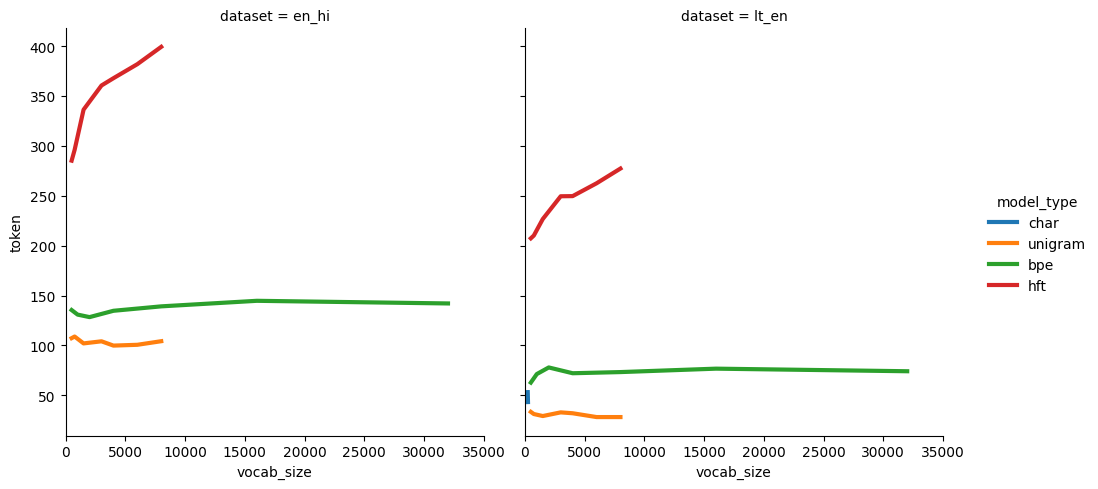 dataset = en_hi
dataset = lt_en
400
350
300
250
200
150
100
50
token
0 5000 10000 15000 20000 25000 30000 35000
0 5000 10000 15000 20000 25000 30000 35000
vocab_size
vocab_size
model_type
char
unigram
bpe
hft